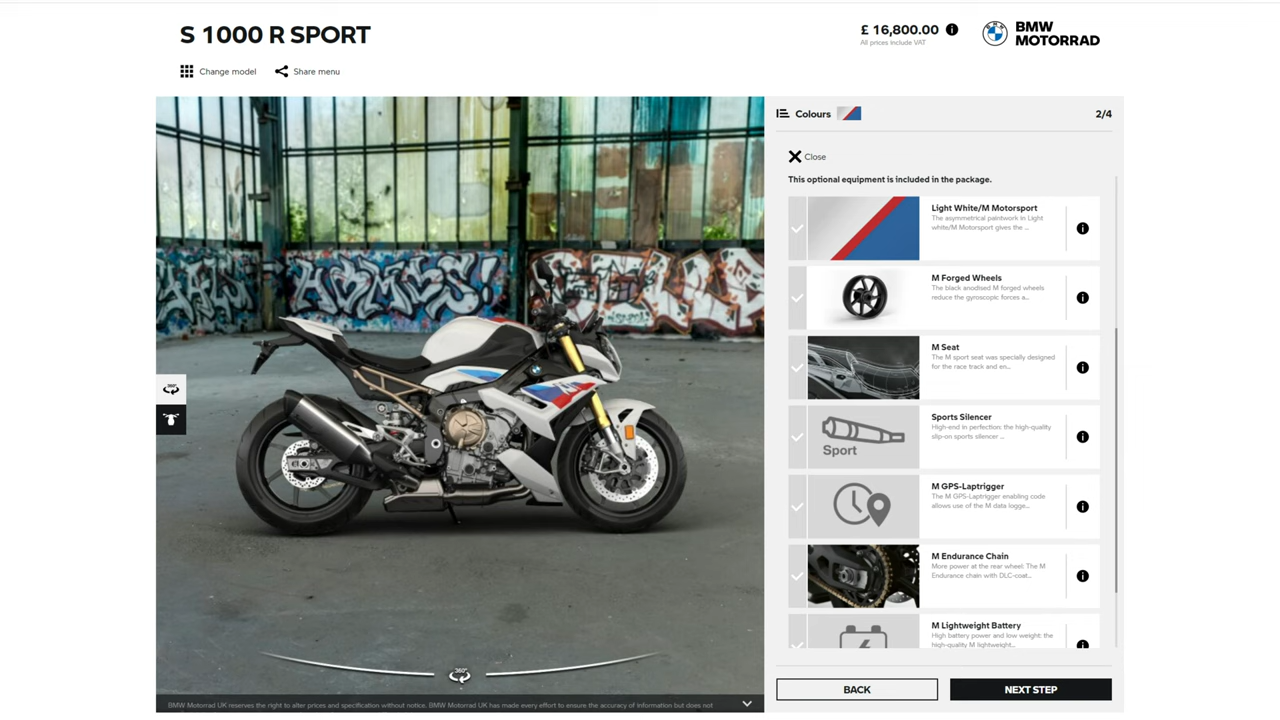 S 1000 R SPORT
£ 16,800.00
All prices include VAT
BMW
MOTORRAD
Change model
Share menu
Colours
2/4
Close
This optional equipment is included in the package.
Light White/M Motorsport
The asymmetrical paintwork in Light
white/M Motorsport gives the ...
M Forged Wheels
The black anodised M forged wheels
reduce the gyroscopic forces a...
M Seat
The M sport seat was specially designed
for the race track and en...
Sport
Sports Silencer
High-end in perfection: the high-quality
slip-on sports silencer ...
M GPS-Laptrigger
The M GPS-Laptrigger enabling code
allows use of the M data logge...
M Endurance Chain
More power at the rear wheel: The M
Endurance chain with DLC-coat...
M Lightweight Battery
High battery power and low weight: the
high-quality M lightweight...
360°
360°
BMW Motorrad UK reserves the right to alter prices and specification without notice. BMW Motorrad UK has made every effort to ensure the accuracy of information but does not
BACK
NEXT STEP